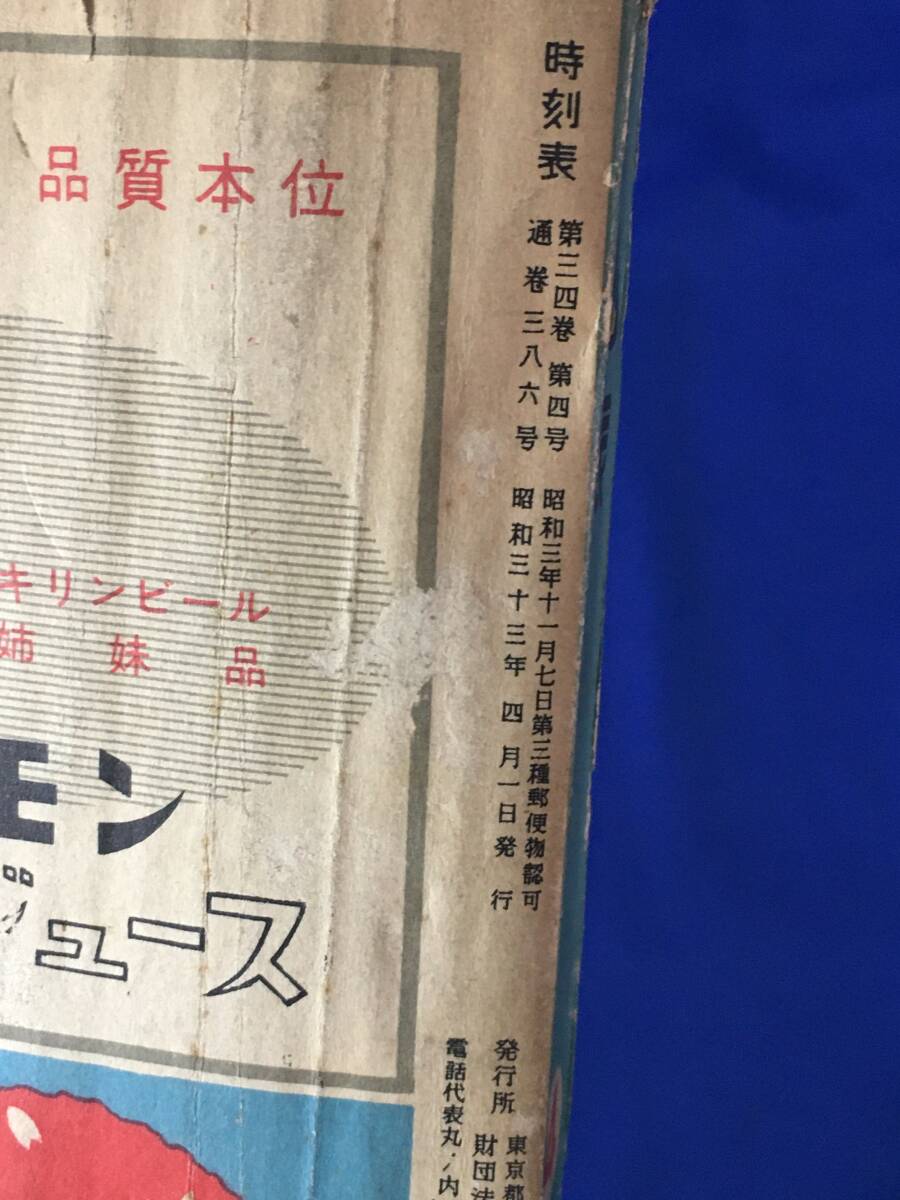 時刻表
第三四巻 第四号
通巻三八六号
昭和三年十一月七日第三種郵便物認可
昭和三十三年四月一日発行
発行所
東京都
財団法
電話代表丸ノ内
品質本位
キリンビール
姉妹品
モン
ジュース